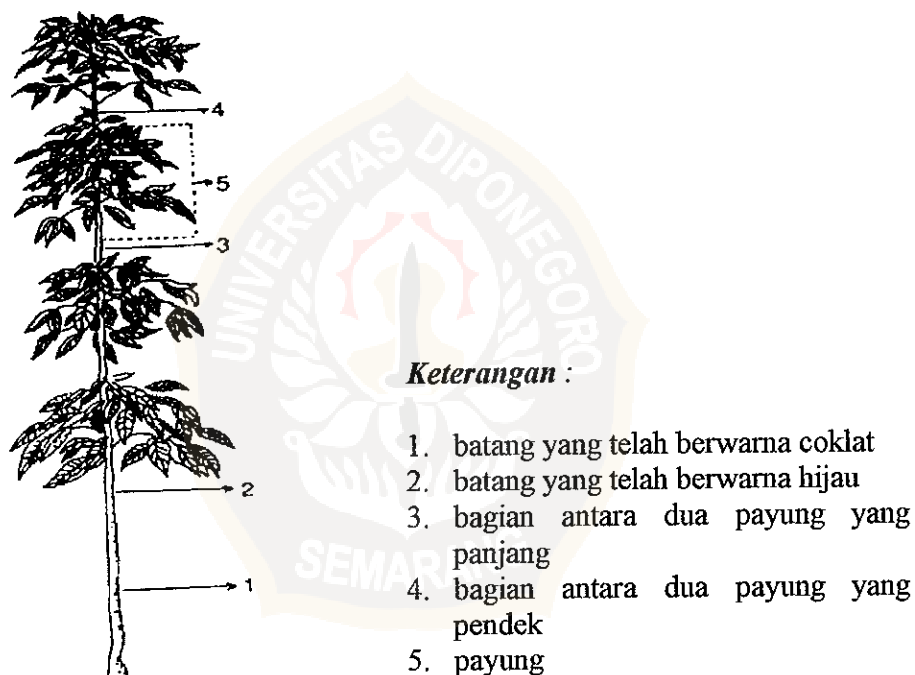 4
5
3
2
1
Keterangan :
1. batang yang telah berwarna coklat
2. batang yang telah berwarna hijau
3. bagian antara dua payung yang
panjang
4. bagian antara dua payung yang
pendek
5. payung
UNIVERSITAS DIPONEGORO
SEMARANG